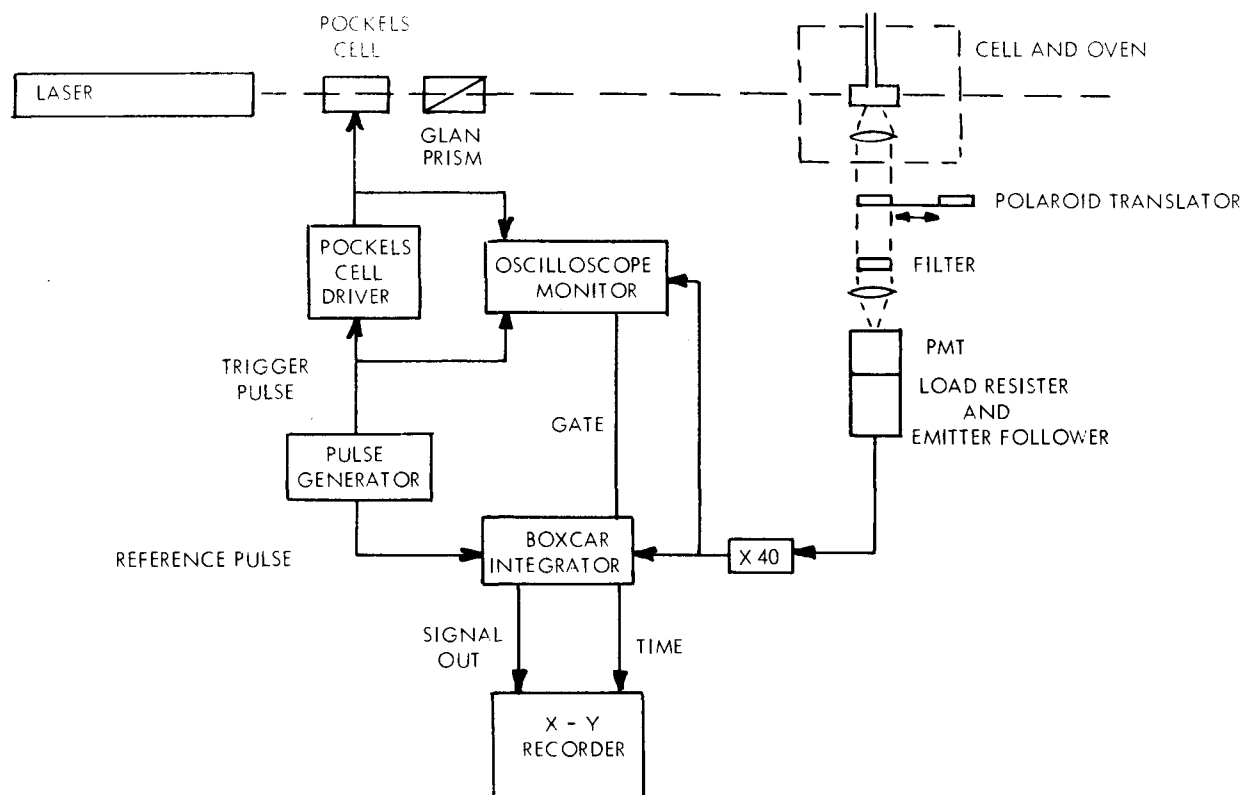 POCKELS
CELL
CELL AND OVEN
LASER
GLAN
PRISM
POLAROID TRANSLATOR
POCKELS
CELL
DRIVER
OSCILLOSCOPE
MONITOR
FILTER
TRIGGER
PULSE
PMT
LOAD RESISTER
AND
EMITTER FOLLOWER
GATE
PULSE
GENERATOR
REFERENCE PULSE
BOXCAR
INTEGRATOR
X 40
SIGNAL
OUT
TIME
X - Y
RECORDER